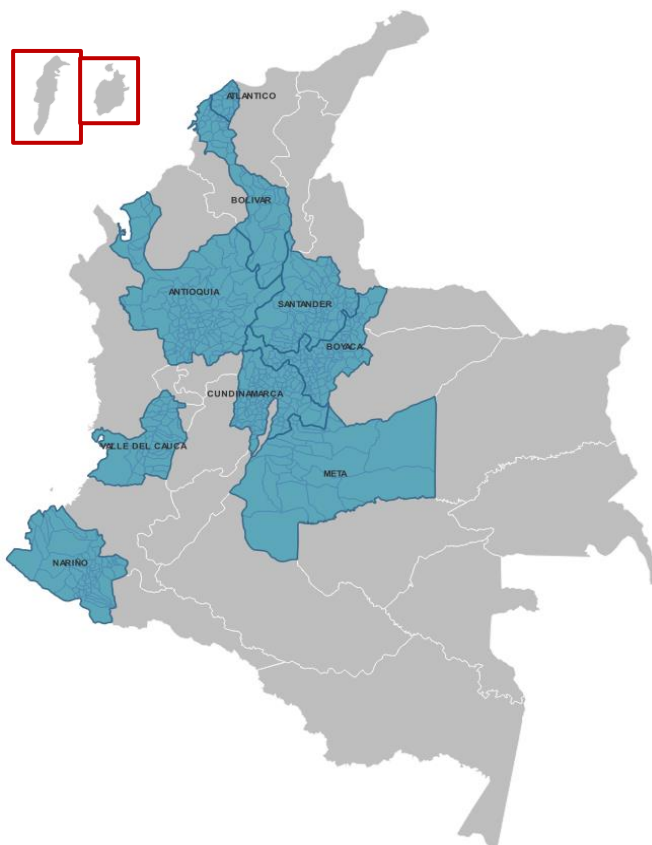 ATLANTICO
BOLIVAR
ANTIOQUIA
SANTANDER
BOYACA
CUNDINAMARCA
VALLE DEL CAUCA
META
NARIÑO